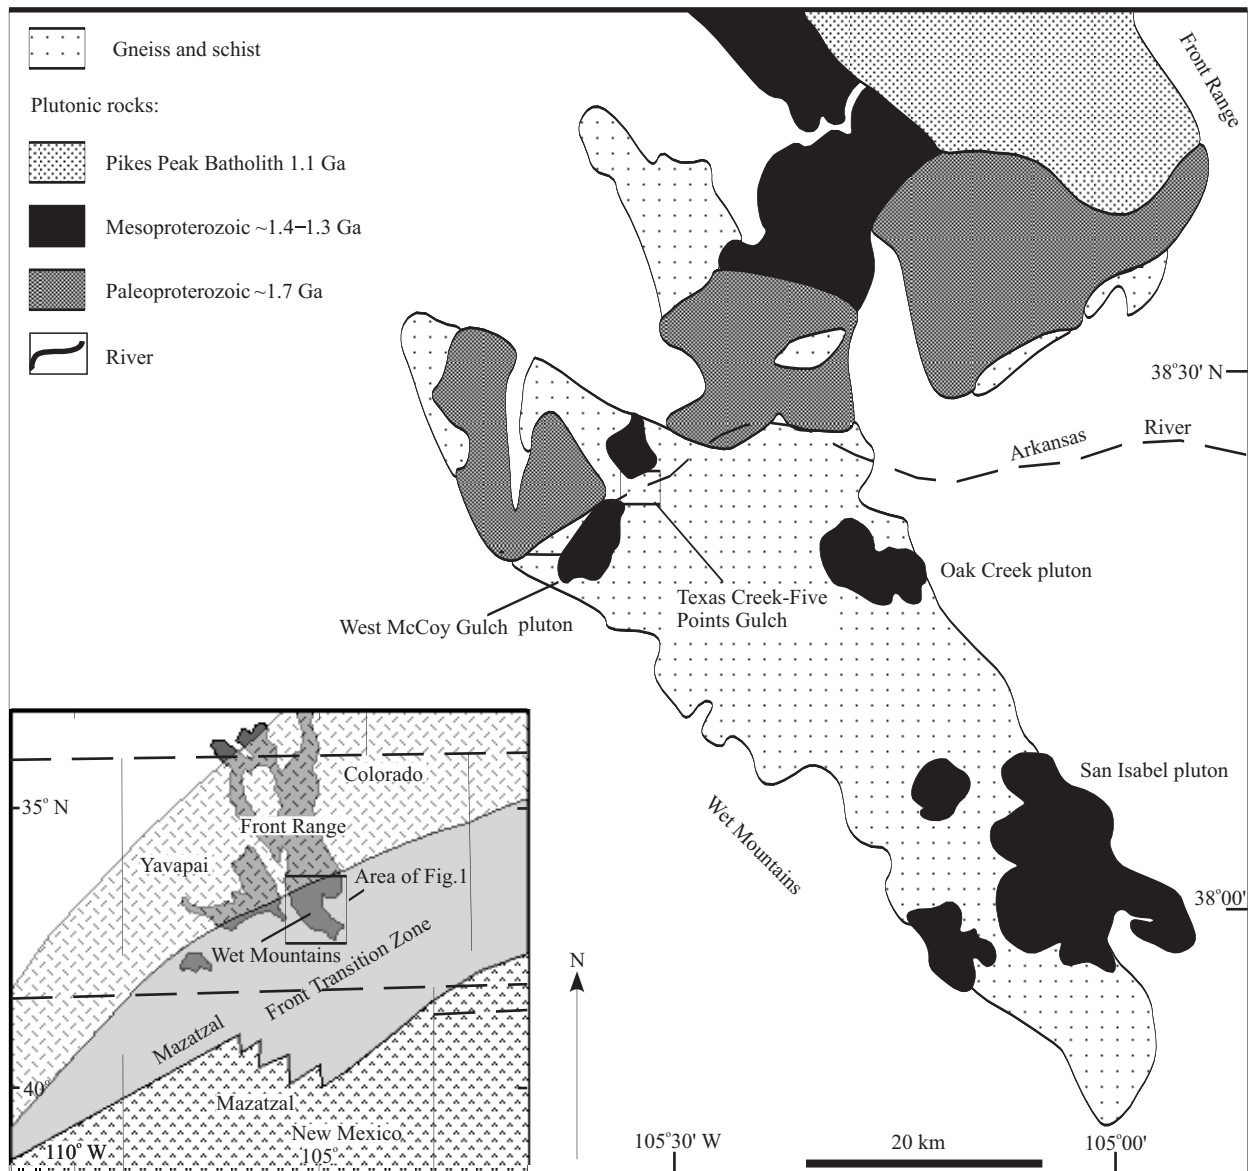 Gneiss and schist
Plutonic rocks:
Pikes Peak Batholith 1.1 Ga
Mesoproterozoic ~1.4–1.3 Ga
Paleoproterozoic ~1.7 Ga
River
Front Range
38°30' N
Arkansas
River
Oak Creek pluton
Texas Creek-Five
Points Gulch
West McCoy Gulch pluton
San Isabel pluton
Wet Mountains
38°00'
N
105°30' W
20 km
105°00'
Colorado
35° N
Front Range
Yavapai
Area of Fig.1
Wet Mountains
Front Transition Zone
Mazatzal
40°
Mazatzal
New Mexico
110° W
105°